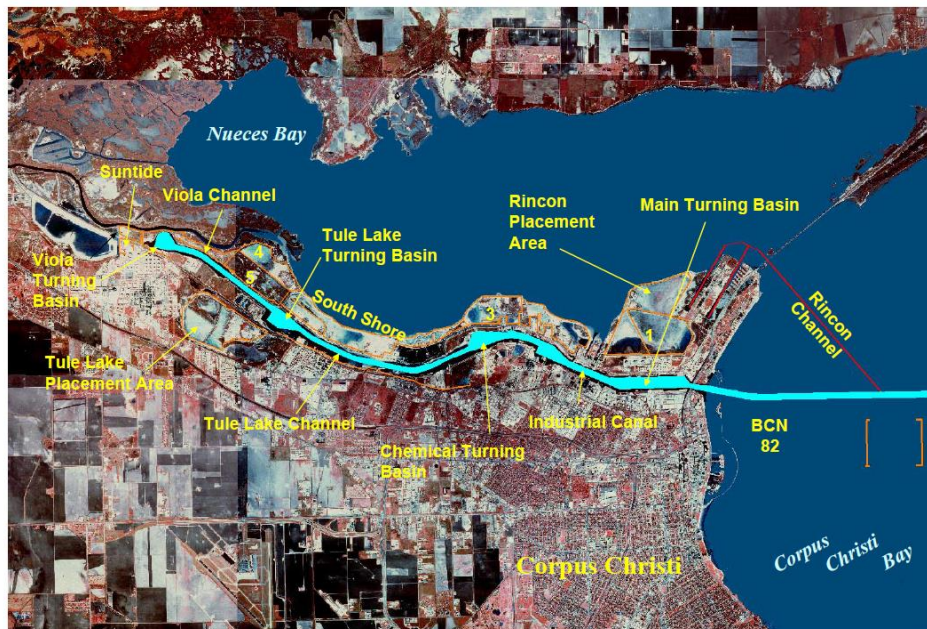 Nueces Bay
Suntide
Viola Channel
Rincon
Placement
Area
Main Turning Basin
Tule Lake
Turning Basin
4
5
Viola
Turning
Basin
South Shore
3
1
Rincon
Channel
Tule Lake
Placement Area
Tule Lake Channel
Industrial Canal
Chemical Turning
Basin
BCN
82
Corpus Christi
Corpus
Christi
Bay